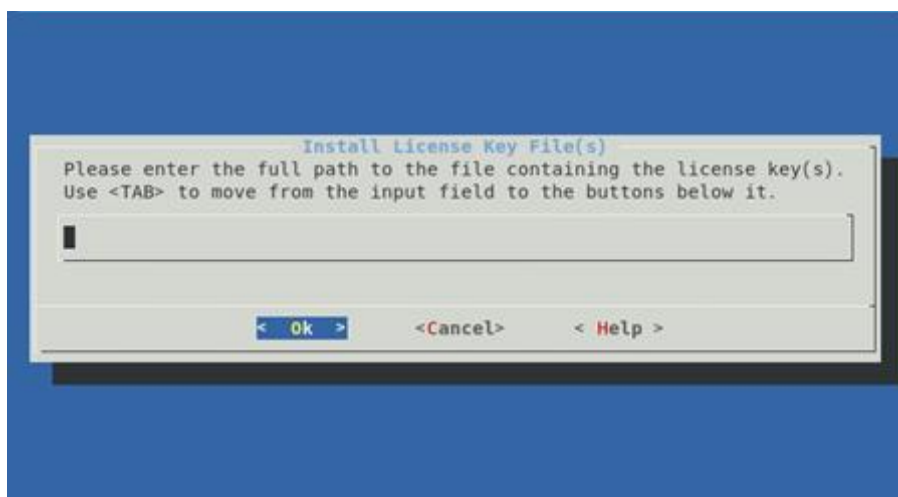 Install License Key File(s)
Please enter the full path to the file containing the license key(s).
Use <TAB> to move from the input field to the buttons below it.
< Ok > <Cancel> < Help >